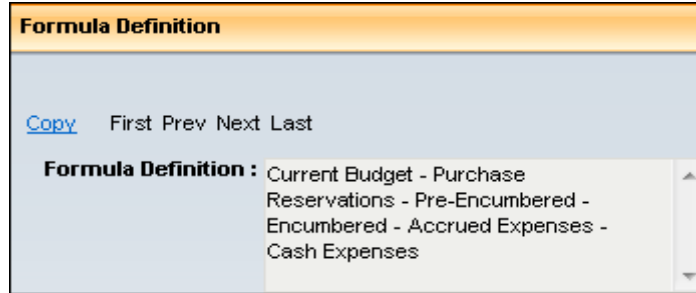 Formula Definition
Copy First Prev Next Last
Formula Definition : Current Budget - Purchase
Reservations - Pre-Encumbered -
Encumbered - Accrued Expenses -
Cash Expenses